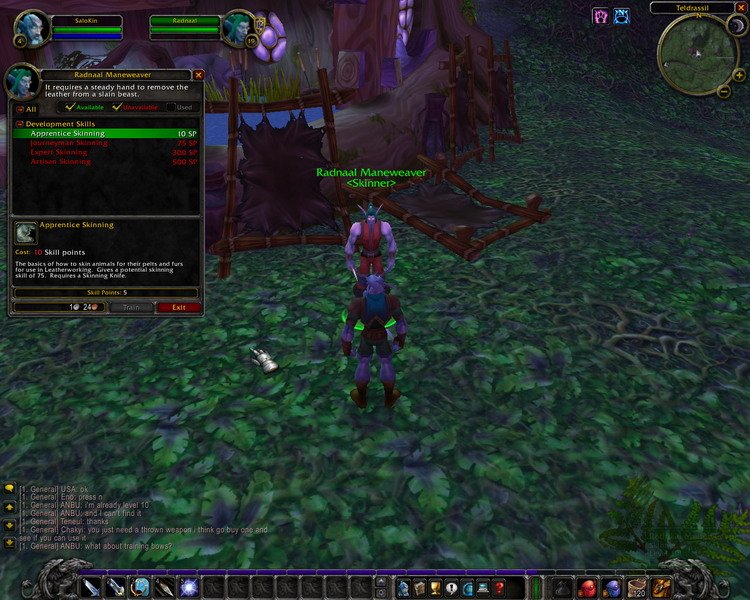 SaloKin
Rednaal
4
10
Teldrassil
N
Radnaal Maneweaver
It requires a steady hand to remove the
leather from a slain beast.
All
Available
Unavailable
Used
Development Skills
Apprentice Skinning 10 SP
Journeyman Skinning 75 SP
Expert Skinning 300 SP
Artisan Skinning 500 SP
Apprentice Skinning
Cost: 10 Skill points
The basics of how to skin animals for their pelts and furs
for use in Leatherworking. Gives a potential skinning
skill of 75. Requires a Skinning Knife.
Skill Points: 5
1 24
Train
Exit
Radnaal Maneweaver
<Skinner>
[1. General] USA: ok
[1. General] Eno: press n
[1. General] ANBU: i'm already level 10
[1. General] ANBU: and I can't find it
[1. General] Teneul: thanks
[1. General] Chakyi: you just need a thrown weapon i think go buy one and
see if you can use it
[1. General] ANBU: what about training bows?
120